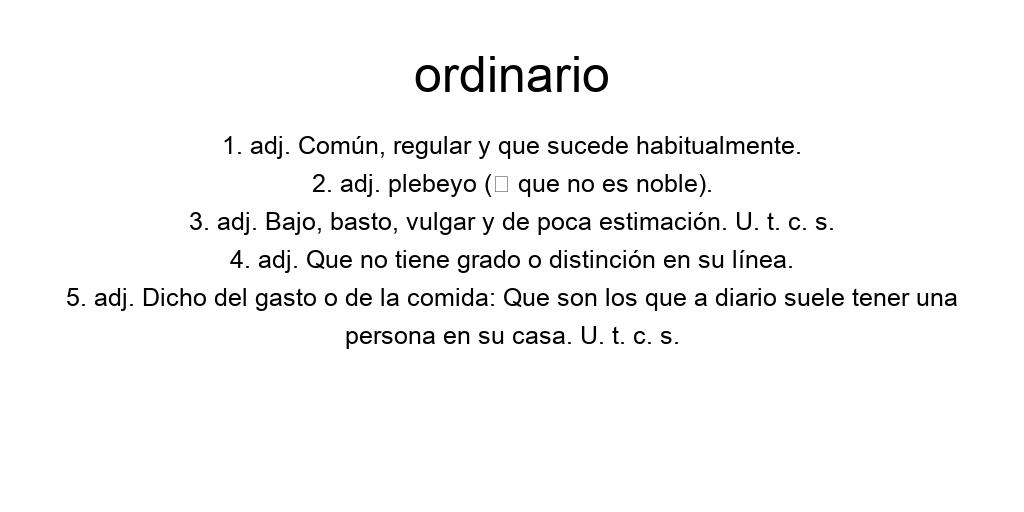 ordinario
1. adj. Común, regular y que sucede habitualmente.
2. adj. plebeyo (▯ que no es noble).
3. adj. Bajo, basto, vulgar y de poca estimación. U. t. c. s.
4. adj. Que no tiene grado o distinción en su línea.
5. adj. Dicho del gasto o de la comida: Que son los que a diario suele tener una
persona en su casa. U. t. c. s.